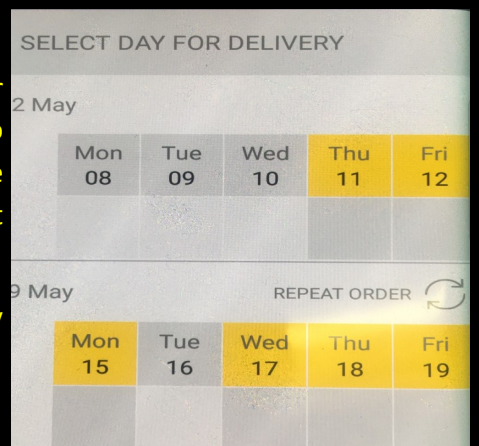 SELECT DAY FOR DELIVERY
2 May
Mon Tue Wed Thu Fri
08 09 10 11 12
9 May
REPEAT ORDER
Mon Tue Wed Thu Fri
15 16 17 18 19